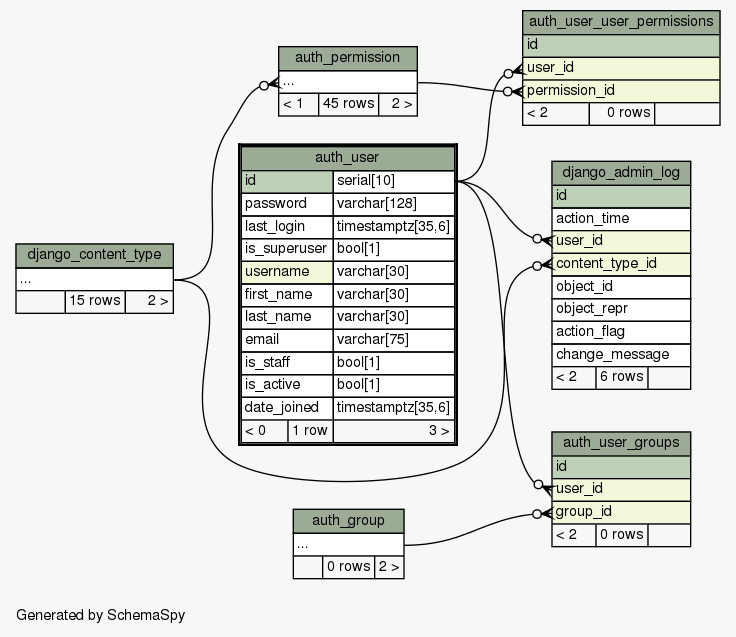 auth_permission
...
< 1 45 rows 2 >
auth_user_user_permissions
id
user_id
permission_id
< 2 0 rows
auth_user
id serial[10]
password varchar[128]
last_login timestamptz[35,6]
is_superuser bool[1]
username varchar[30]
first_name varchar[30]
last_name varchar[30]
email varchar[75]
is_staff bool[1]
is_active bool[1]
date_joined timestamptz[35,6]
< 0 1 row 3 >
django_admin_log
id
action_time
user_id
content_type_id
object_id
object_repr
action_flag
change_message
< 2 6 rows
django_content_type
...
15 rows 2 >
auth_user_groups
id
user_id
group_id
< 2 0 rows
auth_group
...
0 rows 2 >
Generated by SchemaSpy